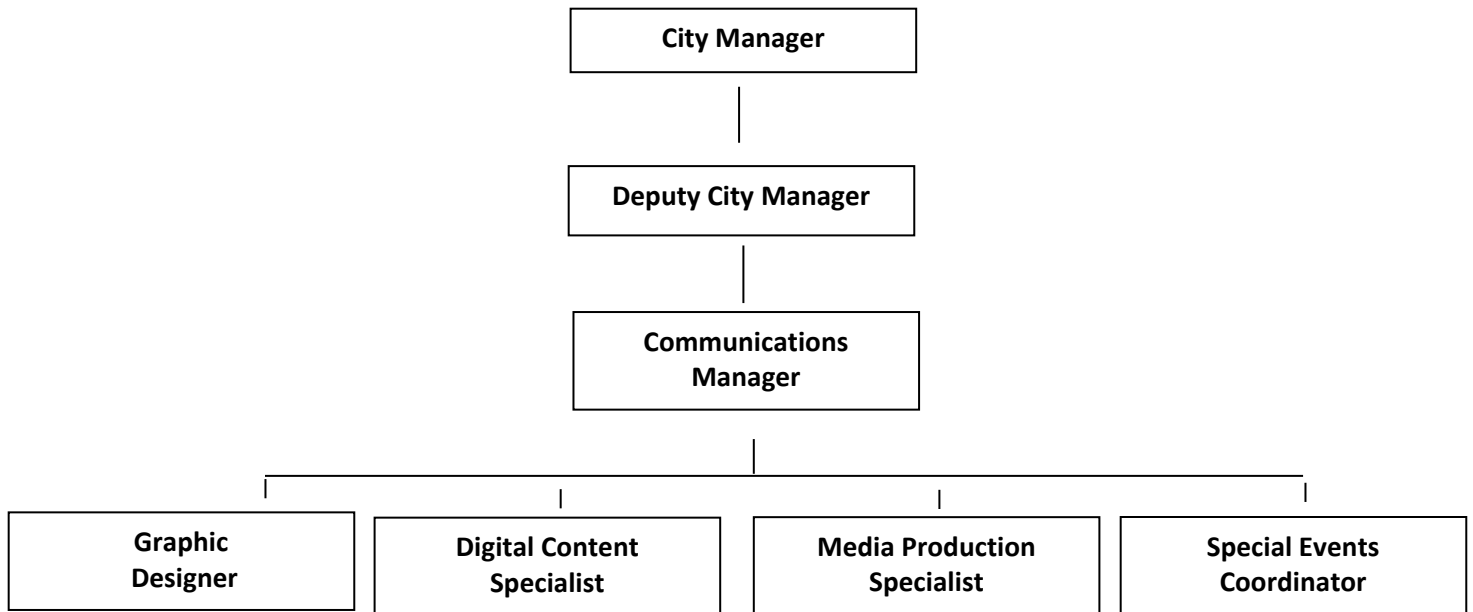 City Manager
Deputy City Manager
Communications
Manager
Graphic
Designer
Digital Content
Specialist
Media Production
Specialist
Special Events
Coordinator